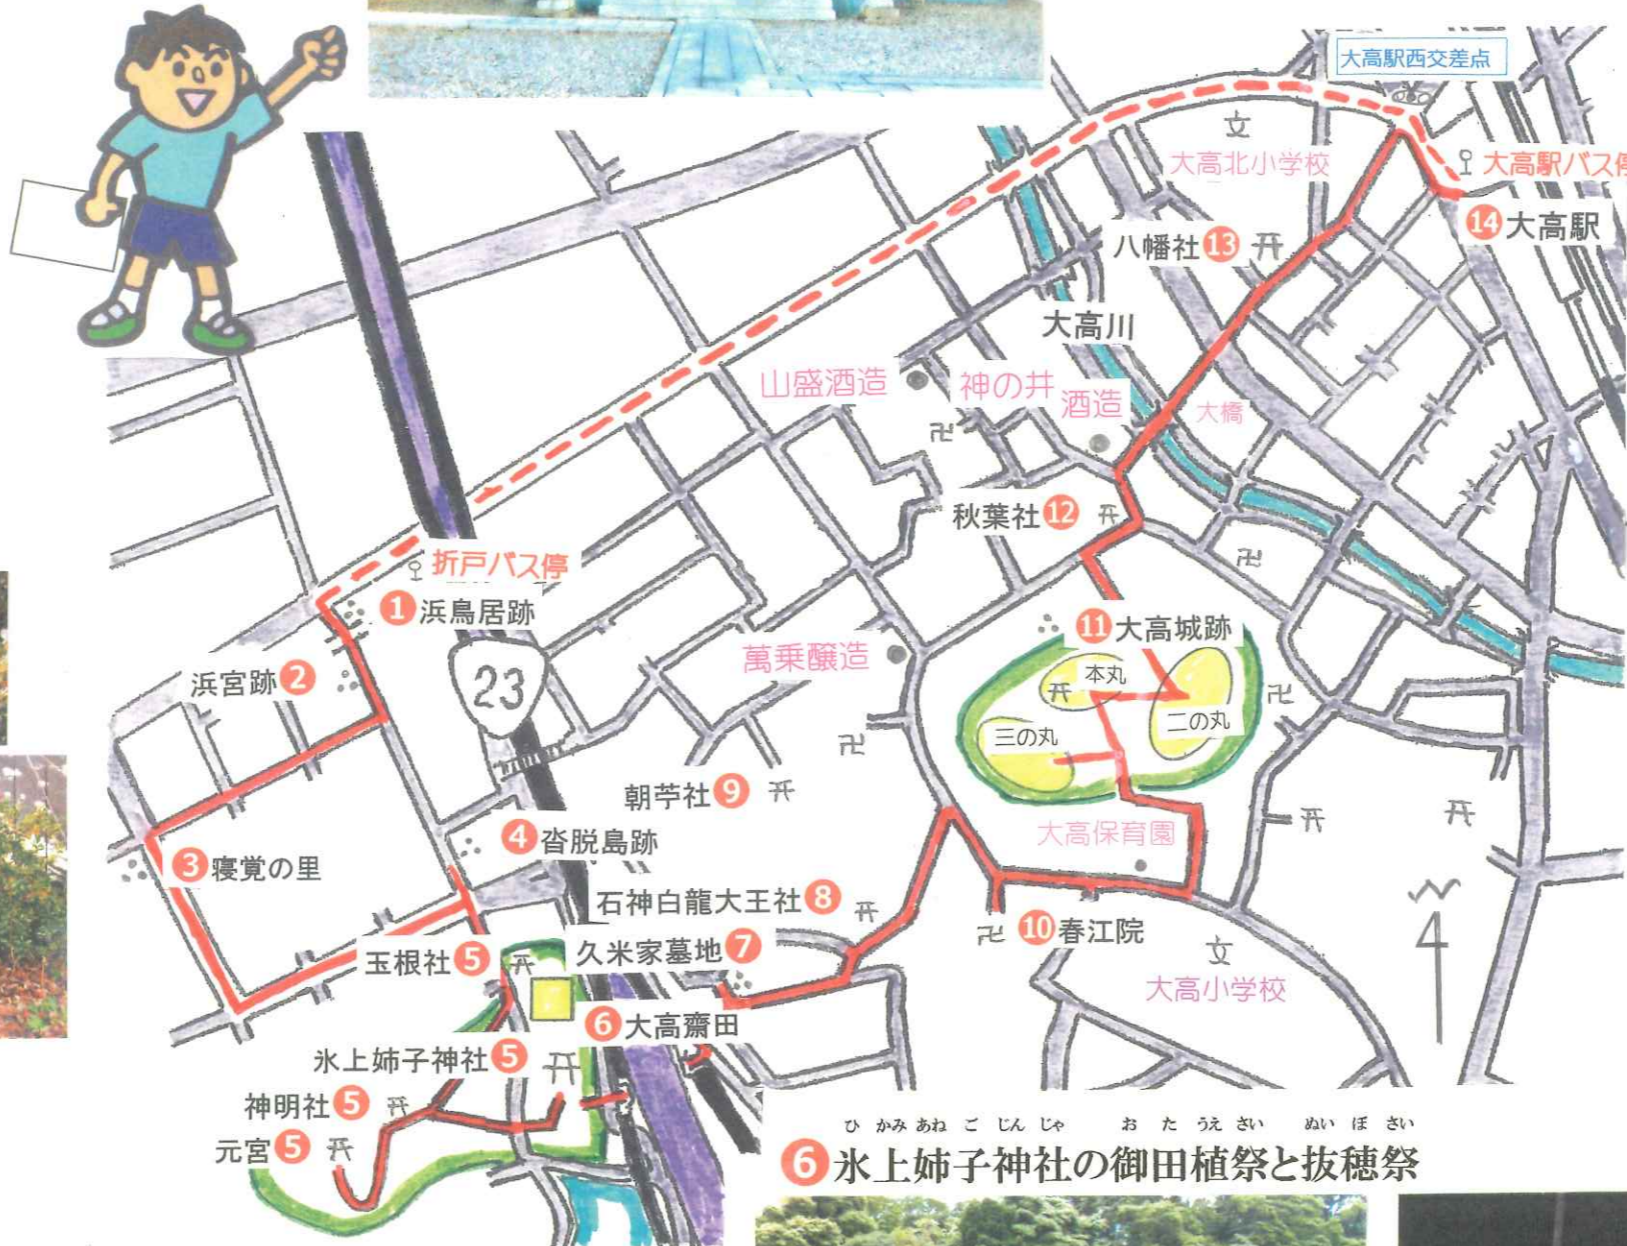 大高駅西交差点
文
大高北小学校
大高駅バス停
14 大高駅
八幡社 13
大高川
山盛酒造
神の井
酒造
大橋
秋葉社 12
折戸バス停
1 浜鳥居跡
11 大高城跡
浜宮跡 2
23
萬乗醸造
本丸
二の丸
三の丸
朝苧社 9
4 沓脱島跡
大高保育園
3 寝覚の里
石神白龍大王社 8
10 春江院
久米家墓地 7
玉根社 5
文
大高小学校
6 大高齋田
氷上姉子神社 5
神明社 5
元宮 5
ひ かみ あね ご じん じゃ お た うえ さい ぬい ぼ さい
6 氷上姉子神社の御田植祭と抜穂祭